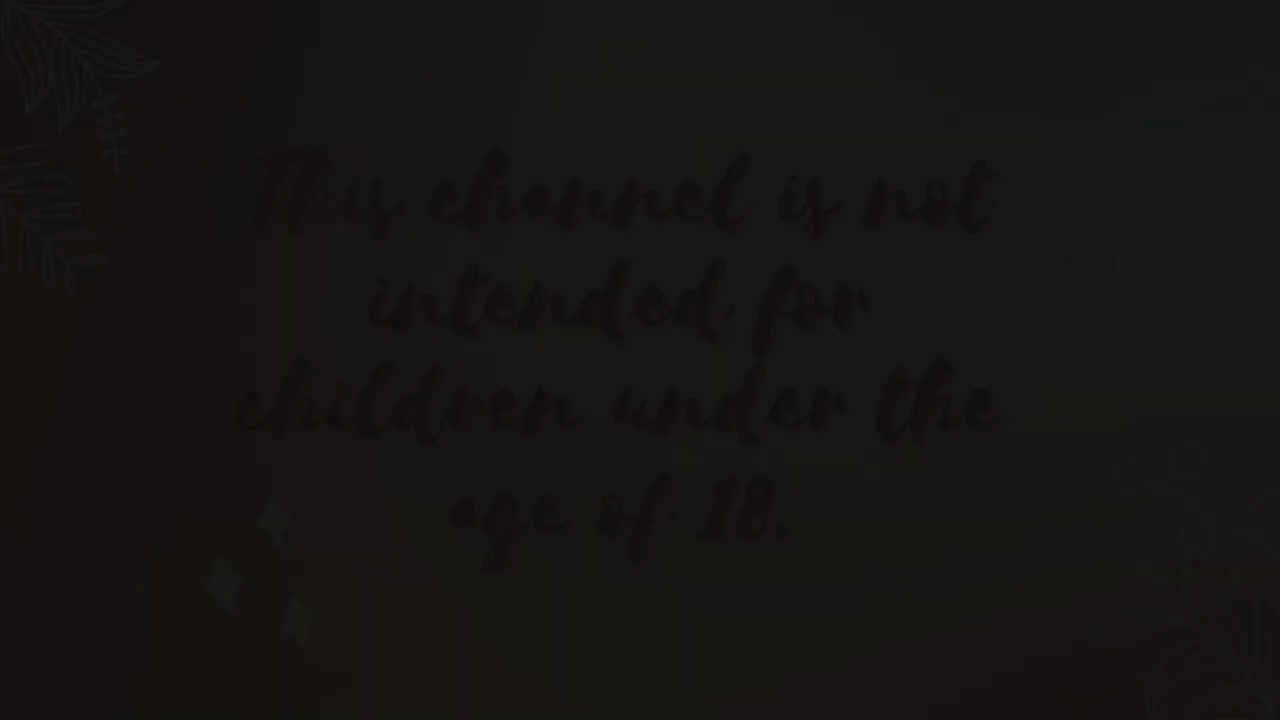 This channel is not
intended for
children under the
age of 18.